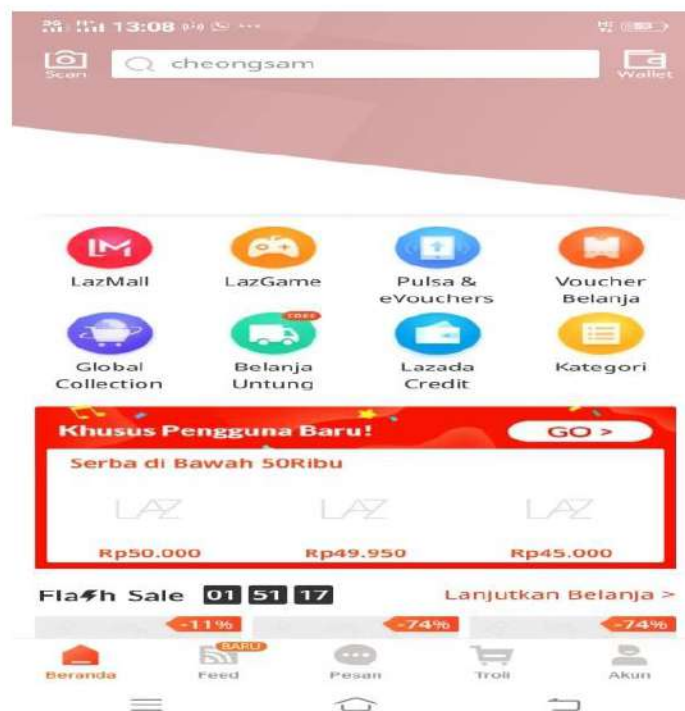 13:08
cheongsam
Scan
Wallet
LM
LazMall
LazGame
Pulsa &
eVouchers
Voucher
Belanja
FREE
Global
Collection
Belanja
Untung
Lazada
Credit
Kategori
Khusus Pengguna Baru!
GO >
Serba di Bawah 50Ribu
LAZ
LAZ
LAZ
Rp50.000
Rp49.950
Rp45.000
Flash Sale 01 51 17
Lanjutkan Belanja >
-11%
-74%
-74%
BARU
Beranda
Feed
Pesan
Troli
Akun